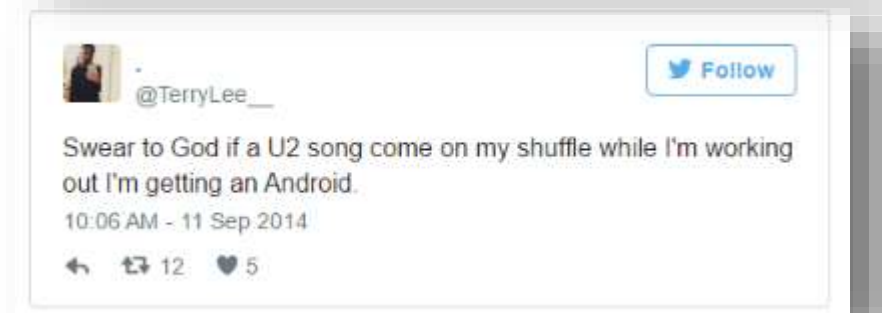 .
Follow
@TerryLee__
Swear to God if a U2 song come on my shuffle while I'm working
out I'm getting an Android.
10:06 AM - 11 Sep 2014
12 5